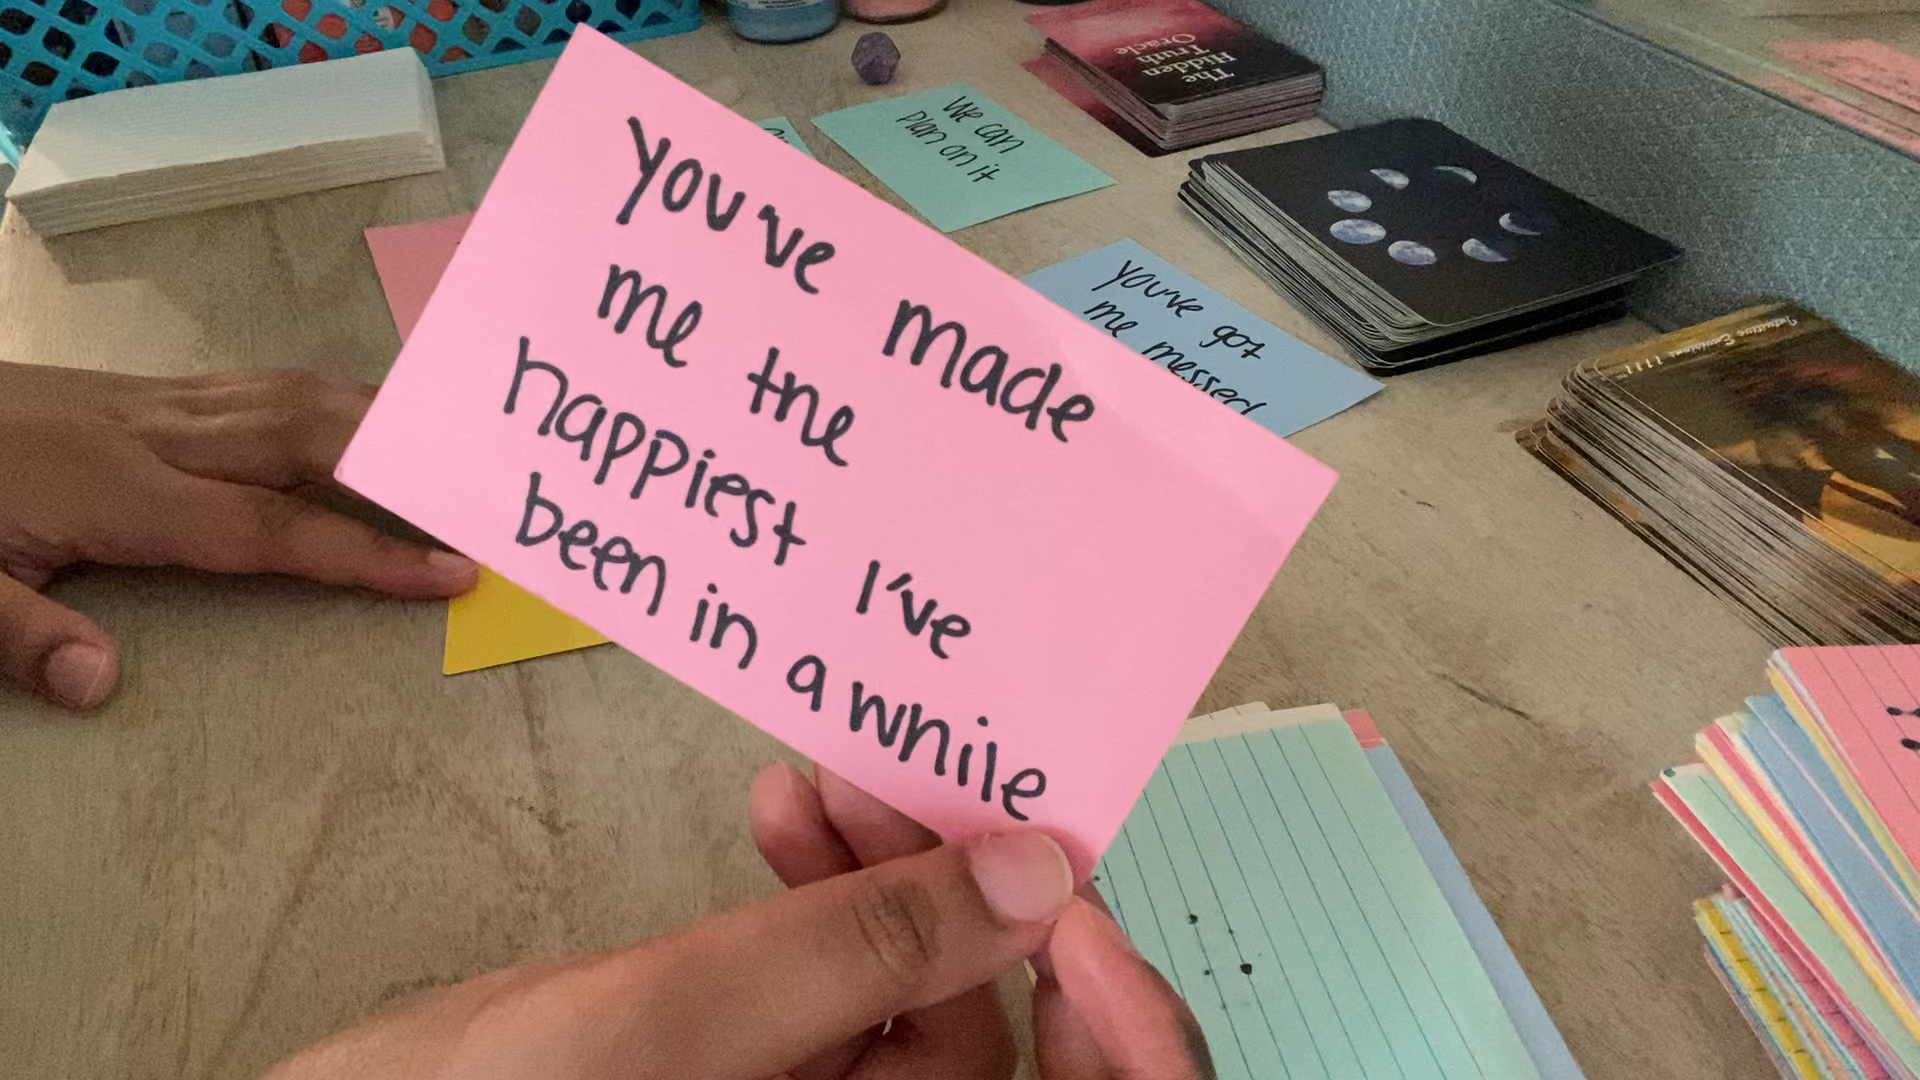 you've made
me the
happiest I've
been in a while
We can
plan on it
you've got
me messed
The
Hidden
Truth
Oracle